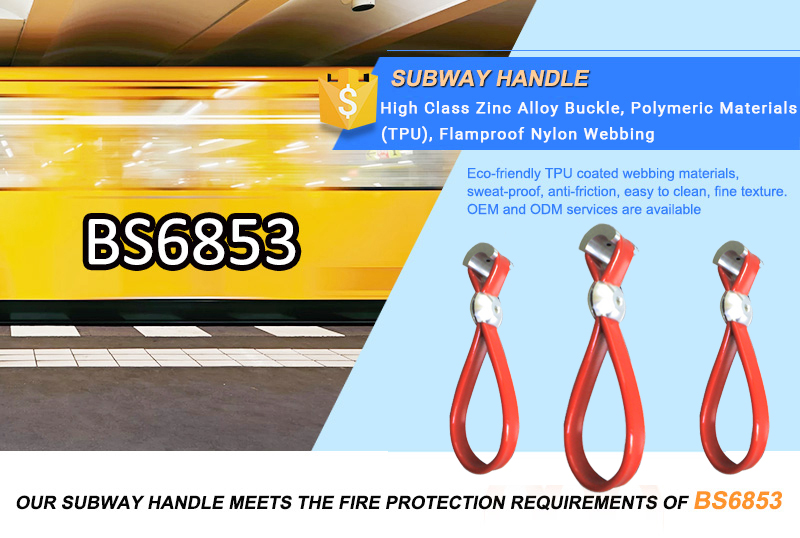 SUBWAY HANDLE
$
High Class Zinc Alloy Buckle, Polymeric Materials
(TPU), Flamproof Nylon Webbing
Eco-friendly TPU coated webbing materials,
sweat-proof, anti-friction, easy to clean, fine texture.
OEM and ODM services are available
BS6853
OUR SUBWAY HANDLE MEETS THE FIRE PROTECTION REQUIREMENTS OF BS6853